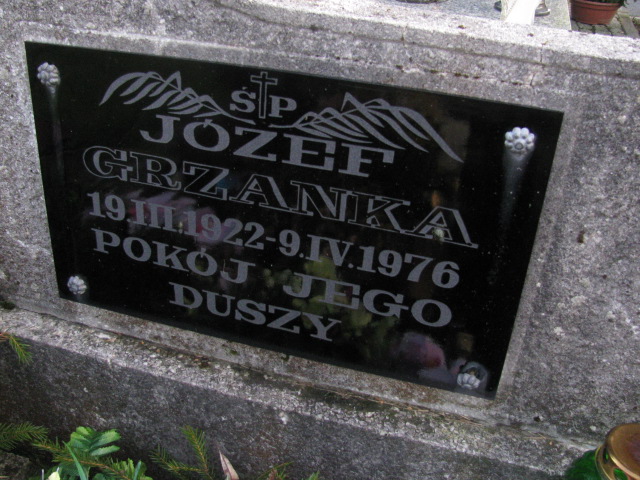 ŚP
JÓZEF
GRZANKA
19.III.1922-9.IV.1976
POKÓJ JEGO
DUSZY